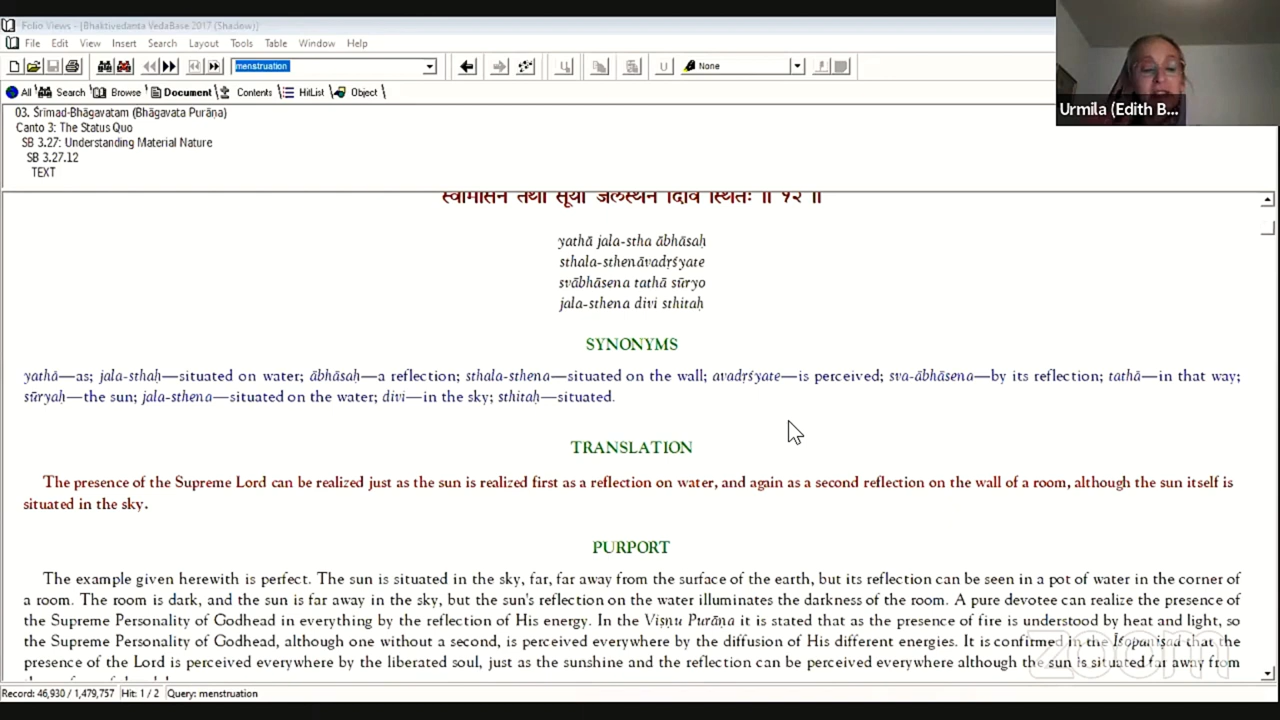 Folio Views - [Bhaktivedanta VedaBase 2017 (Shadow)]
File Edit View Insert Search Layout Tools Table Window Help
menstruation
None
All Search Browse Document Contents HitList Object
Urmila (Edith B...
03. Śrīmad-Bhāgavatam (Bhāgavata Purāṇa)
Canto 3: The Status Quo
SB 3.27: Understanding Material Nature
SB 3.27.12
TEXT
स्वाभासेन तथा सूर्यो जलस्थेन दिवि स्थितः ॥ १२ ॥
yathā jala-stha ābhāsaḥ
sthala-sthenāvadṛśyate
svābhāsena tathā sūryo
jala-sthena divi sthitaḥ
SYNONYMS
yathā—as; jala-sthaḥ—situated on water; ābhāsaḥ—a reflection; sthala-sthena—situated on the wall; avadṛśyate—is perceived; sva-ābhāsena—by its reflection; tathā—in that way;
sūryaḥ—the sun; jala-sthena—situated on the water; divi—in the sky; sthitaḥ—situated.
TRANSLATION
The presence of the Supreme Lord can be realized just as the sun is realized first as a reflection on water, and again as a second reflection on the wall of a room, although the sun itself is
situated in the sky.
PURPORT
The example given herewith is perfect. The sun is situated in the sky, far, far away from the surface of the earth, but its reflection can be seen in a pot of water in the corner of
a room. The room is dark, and the sun is far away in the sky, but the sun's reflection on the water illuminates the darkness of the room. A pure devotee can realize the presence of
the Supreme Personality of Godhead in everything by the reflection of His energy. In the Viṣṇu Purāṇa it is stated that as the presence of fire is understood by heat and light, so
the Supreme Personality of Godhead, although one without a second, is perceived everywhere by the diffusion of His different energies. It is confirmed in the Īśopaniṣad that the
presence of the Lord is perceived everywhere by the liberated soul, just as the sunshine and the reflection can be perceived everywhere although the sun is situated far away from
zoom
Record: 46,930 / 1,479,757 Hit: 1 / 2 Query: menstruation